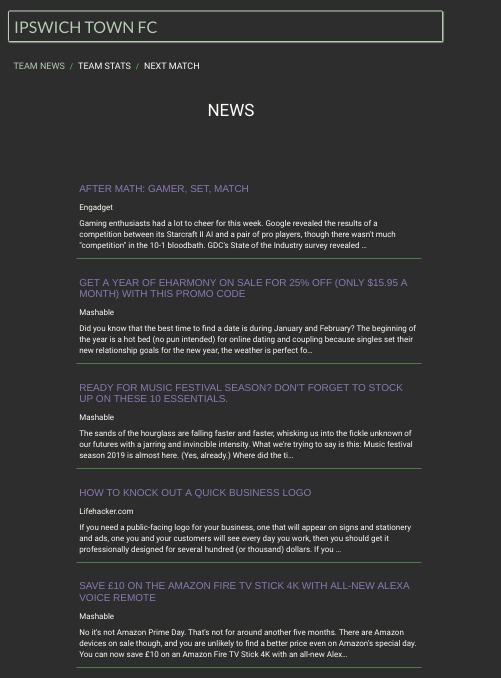 IPSWICH TOWN FC
TEAM NEWS / TEAM STATS / NEXT MATCH
NEWS
AFTER MATH: GAMER, SET, MATCH
Engadget
Gaming enthusiasts had a lot to cheer for this week. Google revealed the results of a
competition between its Starcraft II AI and a pair of pro players, though there wasn't much
"competition" in the 10-1 bloodbath. GDC's State of the Industry survey revealed ...
GET A YEAR OF EHARMONY ON SALE FOR 25% OFF (ONLY $15.95 A
MONTH) WITH THIS PROMO CODE
Mashable
Did you know that the best time to find a date is during January and February? The beginning of
the year is a hot bed (no pun intended) for online dating and coupling because singles set their
new relationship goals for the new year, the weather is perfect fo...
READY FOR MUSIC FESTIVAL SEASON? DON'T FORGET TO STOCK
UP ON THESE 10 ESSENTIALS.
Mashable
The sands of the hourglass are falling faster and faster, whisking us into the fickle unknown of
our futures with a jarring and invincible intensity. What we're trying to say is this: Music festival
season 2019 is almost here. (Yes, already.) Where did the ti...
HOW TO KNOCK OUT A QUICK BUSINESS LOGO
Lifehacker.com
If you need a public-facing logo for your business, one that will appear on signs and stationery
and ads, one you and your customers will see every day you work, then you should get it
professionally designed for several hundred (or thousand) dollars. If you ...
SAVE £10 ON THE AMAZON FIRE TV STICK 4K WITH ALL-NEW ALEXA
VOICE REMOTE
Mashable
No it's not Amazon Prime Day. That's not for around another five months. There are Amazon
devices on sale though, and you are unlikely to find a better price even on Amazon's special day.
You can now save £10 on an Amazon Fire TV Stick 4K with an all-new Alex...